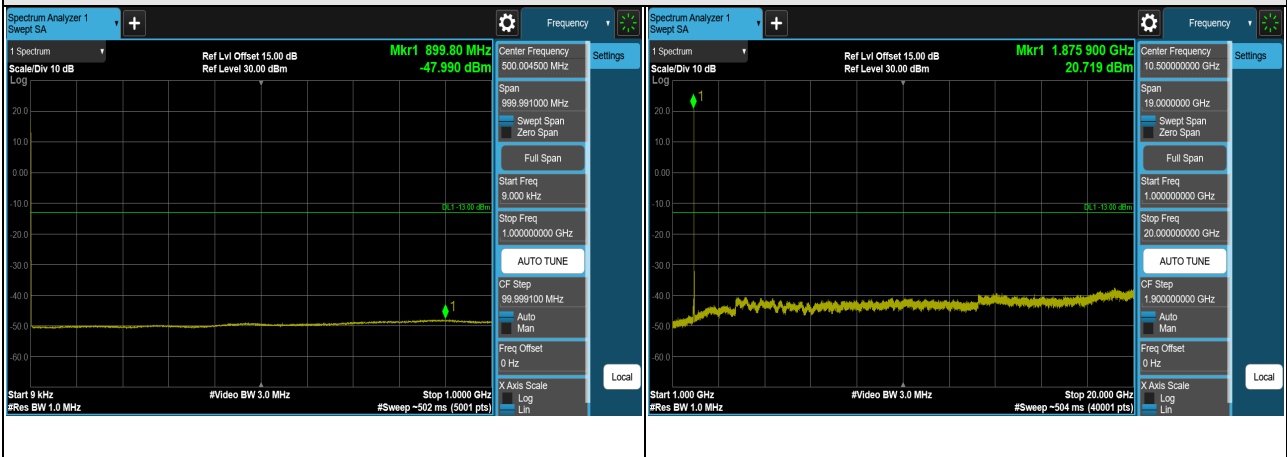 Spectrum Analyzer 1
Swept SA
+
Frequency
1 Spectrum
Scale/Div 10 dB
Log
Ref Lvl Offset 15.00 dB
Ref Level 30.00 dBm
Mkr1 899.80 MHz
-47.990 dBm
20.0
10.0
0.00
-10.0
-20.0
-30.0
-40.0
-50.0
-60.0
DL1 -13.00 dBm
1
Start 9 kHz
#Res BW 1.0 MHz
#Video BW 3.0 MHz
Stop 1.0000 GHz
#Sweep ~502 ms (5001 pts)
Center Frequency
500.004500 MHz
Span
999.991000 MHz
Swept Span
Zero Span
Full Span
Start Freq
9.000 kHz
Stop Freq
1.000000000 GHz
AUTO TUNE
CF Step
99.999100 MHz
Auto
Man
Freq Offset
0 Hz
X Axis Scale
Log
Lin
Settings
Local
Spectrum Analyzer 1
Swept SA
+
Frequency
1 Spectrum
Scale/Div 10 dB
Log
Ref Lvl Offset 15.00 dB
Ref Level 30.00 dBm
Mkr1 1.875 900 GHz
20.719 dBm
1
20.0
10.0
0.00
-10.0
-20.0
-30.0
-40.0
-50.0
-60.0
DL1 -13.00 dBm
Start 1.000 GHz
#Res BW 1.0 MHz
#Video BW 3.0 MHz
Stop 20.000 GHz
#Sweep ~504 ms (40001 pts)
Center Frequency
10.500000000 GHz
Span
19.0000000 GHz
Swept Span
Zero Span
Full Span
Start Freq
1.000000000 GHz
Stop Freq
20.000000000 GHz
AUTO TUNE
CF Step
1.900000000 GHz
Auto
Man
Freq Offset
0 Hz
X Axis Scale
Log
Lin
Settings
Local